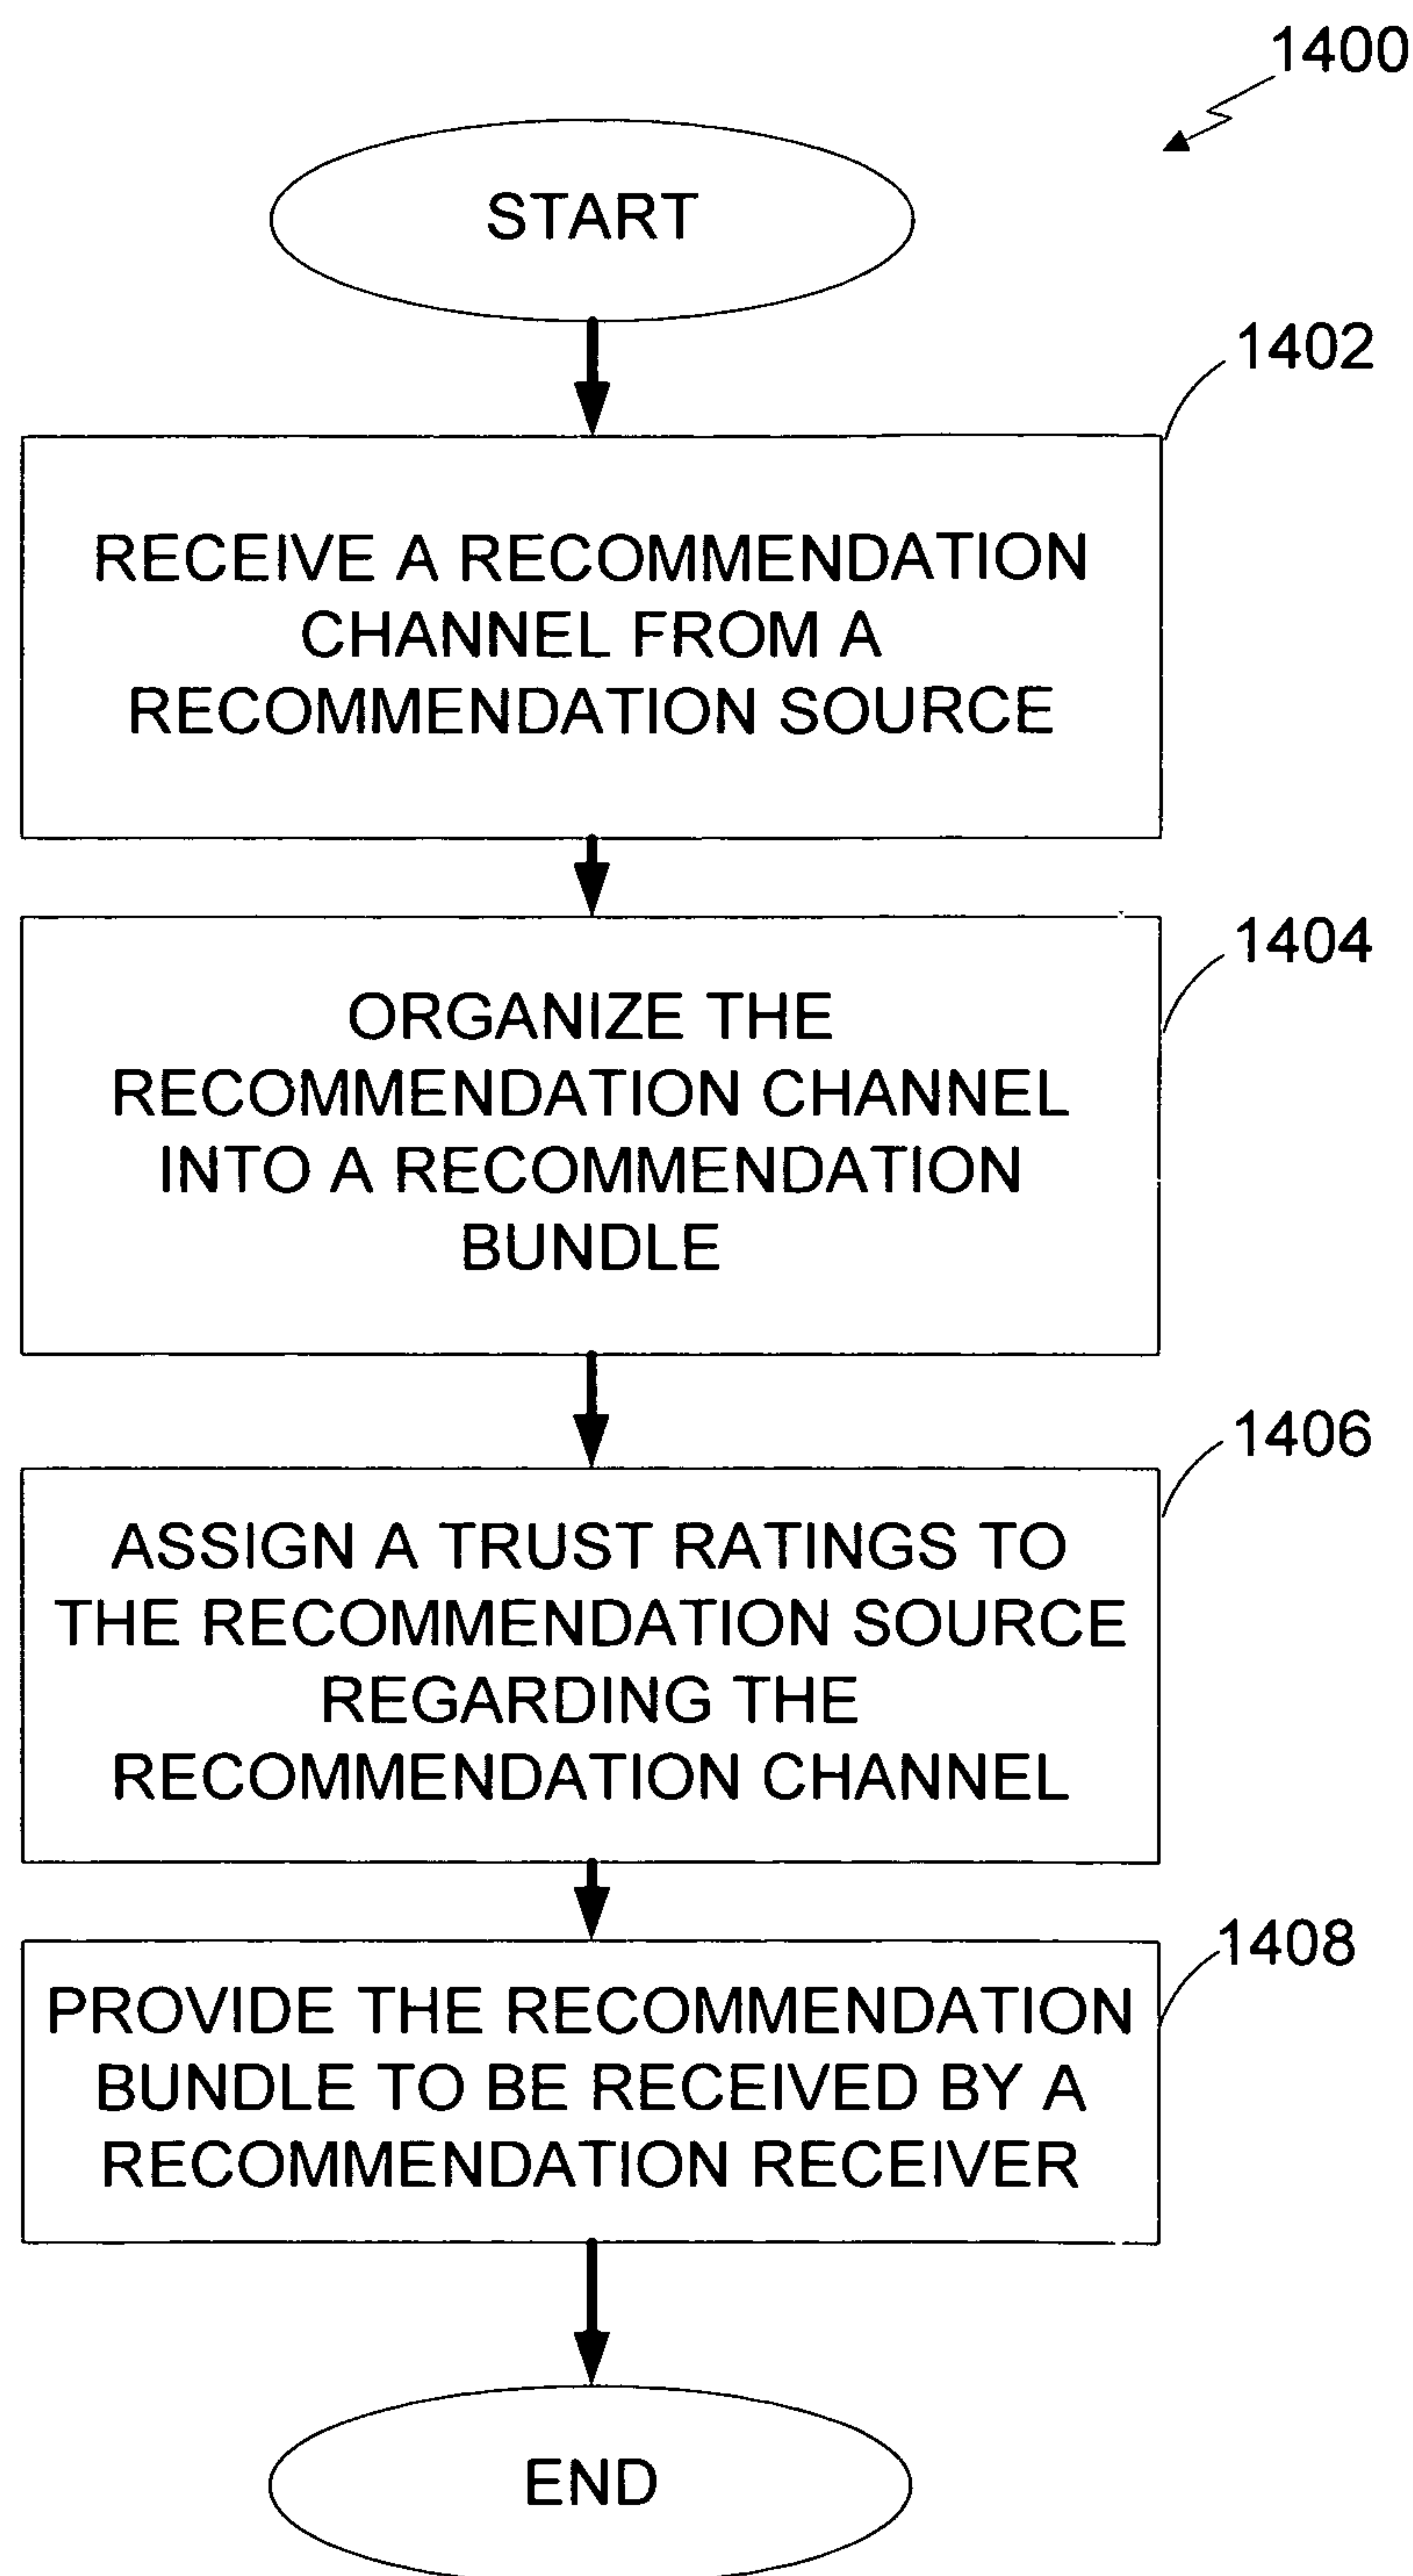 1400
START
1402
RECEIVE A RECOMMENDATION
CHANNEL FROM A
RECOMMENDATION SOURCE
1404
ORGANIZE THE
RECOMMENDATION CHANNEL
INTO A RECOMMENDATION
BUNDLE
1406
ASSIGN A TRUST RATINGS TO
THE RECOMMENDATION SOURCE
REGARDING THE
RECOMMENDATION CHANNEL
1408
PROVIDE THE RECOMMENDATION
BUNDLE TO BE RECEIVED BY A
RECOMMENDATION RECEIVER
END